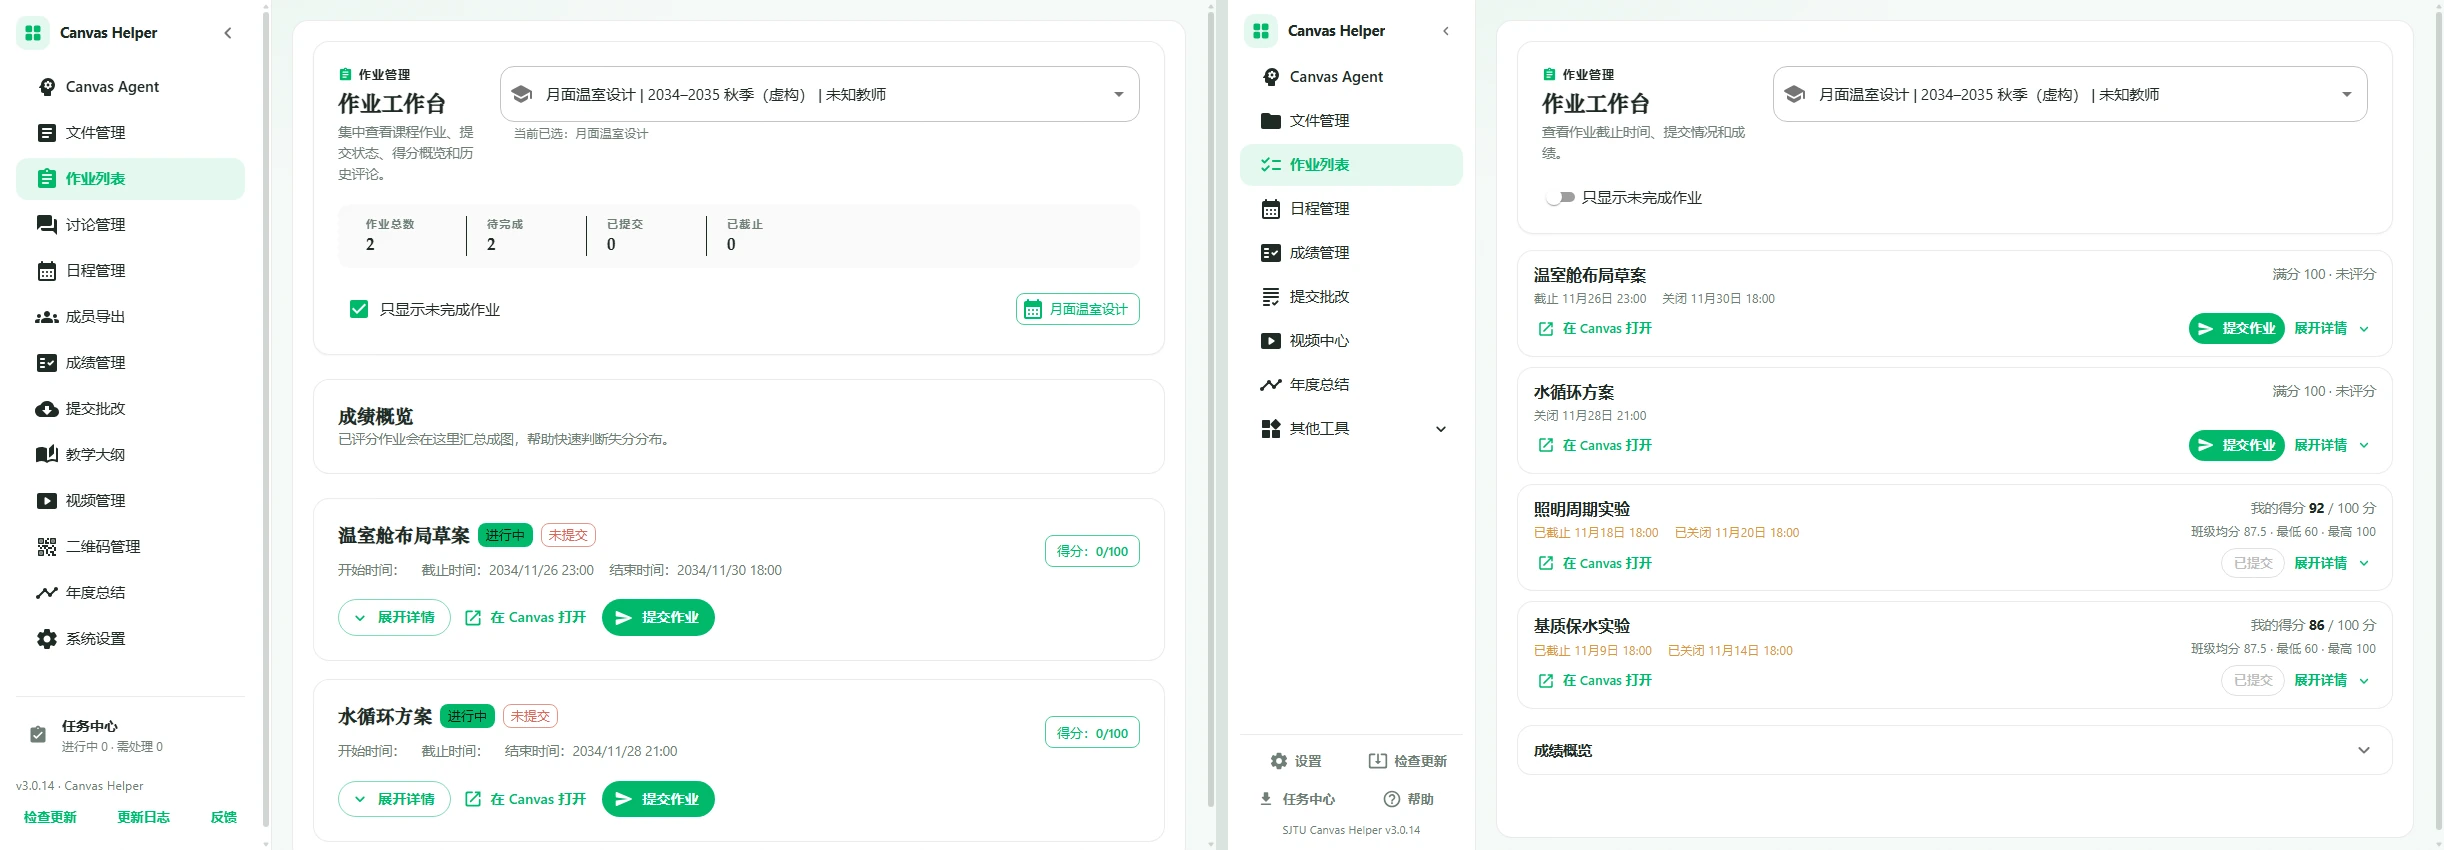 Canvas Helper
Canvas Agent
文件管理
作业列表
讨论管理
日程管理
成员导出
成绩管理
提交批改
教学大纲
视频管理
二维码管理
年度总结
系统设置
任务中心
进行中 0 · 需处理 0
v3.0.14 · Canvas Helper
检查更新 更新日志 反馈
作业管理
作业工作台
集中查看课程作业、提
交状态、得分概览和历
史评论。
月面温室设计 | 2034–2035 秋季（虚构） | 未知教师
当前已选：月面温室设计
作业总数 待完成 已提交 已截止
2 2 0 0
只显示未完成作业
月面温室设计
成绩概览
已评分作业会在这里汇总成图，帮助快速判断失分分布。
温室舱布局草案 进行中 未提交
得分：0/100
开始时间： 截止时间：2034/11/26 23:00 结束时间：2034/11/30 18:00
展开详情 在 Canvas 打开 提交作业
水循环方案 进行中 未提交
得分：0/100
开始时间： 截止时间： 结束时间：2034/11/28 21:00
展开详情 在 Canvas 打开 提交作业
Canvas Helper
Canvas Agent
文件管理
作业列表
日程管理
成绩管理
提交批改
视频中心
年度总结
其他工具
设置 检查更新
任务中心 帮助
SJTU Canvas Helper v3.0.14
作业管理
作业工作台
查看作业截止时间、提交情况和成
绩。
月面温室设计 | 2034–2035 秋季（虚构） | 未知教师
只显示未完成作业
温室舱布局草案 满分 100 · 未评分
截止 11月26日 23:00 关闭 11月30日 18:00
在 Canvas 打开 提交作业 展开详情
水循环方案 满分 100 · 未评分
关闭 11月28日 21:00
在 Canvas 打开 提交作业 展开详情
照明周期实验 我的得分 92 / 100 分
已截止 11月18日 18:00 已关闭 11月20日 18:00 班级均分 87.5 · 最低 60 · 最高 100
在 Canvas 打开 已提交 展开详情
基质保水实验 我的得分 86 / 100 分
已截止 11月9日 18:00 已关闭 11月14日 18:00 班级均分 87.5 · 最低 60 · 最高 100
在 Canvas 打开 已提交 展开详情
成绩概览